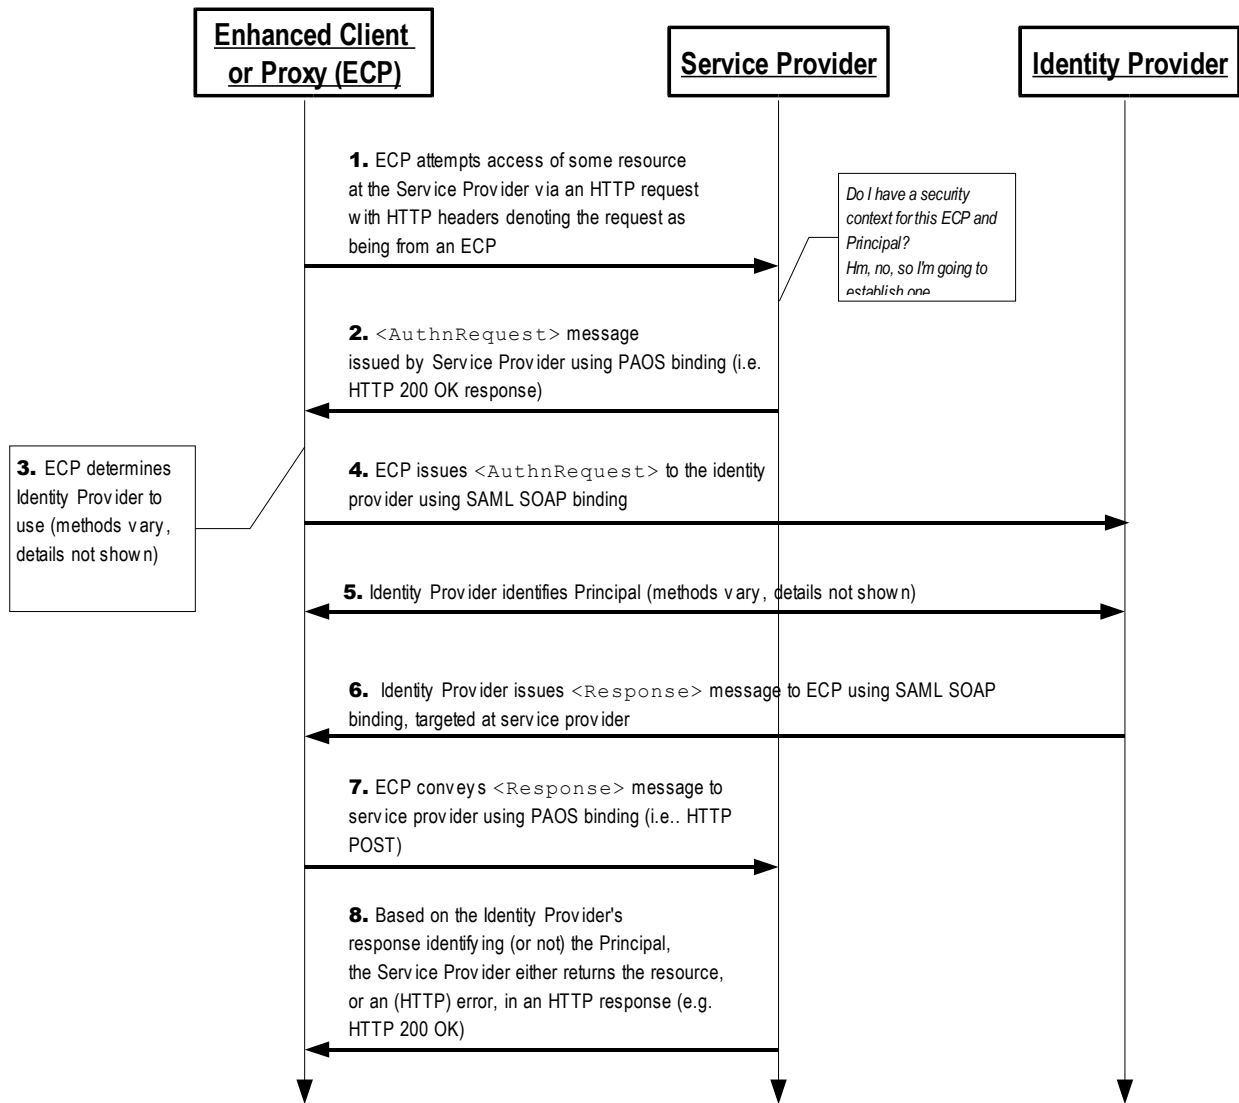 Enhanced Client
or Proxy (ECP)
Service Provider
Identity Provider
1. ECP attempts access of some resource
at the Service Provider via an HTTP request
with HTTP headers denoting the request as
being from an ECP
Do I have a security
context for this ECP and
Principal?
Hm, no, so I'm going to
establish one
2. <AuthnRequest> message
issued by Service Provider using PAOS binding (i.e.
HTTP 200 OK response)
3. ECP determines
Identity Provider to
use (methods vary,
details not shown)
4. ECP issues <AuthnRequest> to the identity
provider using SAML SOAP binding
5. Identity Provider identifies Principal (methods vary, details not shown)
6. Identity Provider issues <Response> message to ECP using SAML SOAP
binding, targeted at service provider
7. ECP conveys <Response> message to
service provider using PAOS binding (i.e.. HTTP
POST)
8. Based on the Identity Provider's
response identifying (or not) the Principal,
the Service Provider either returns the resource,
or an (HTTP) error, in an HTTP response (e.g.
HTTP 200 OK)